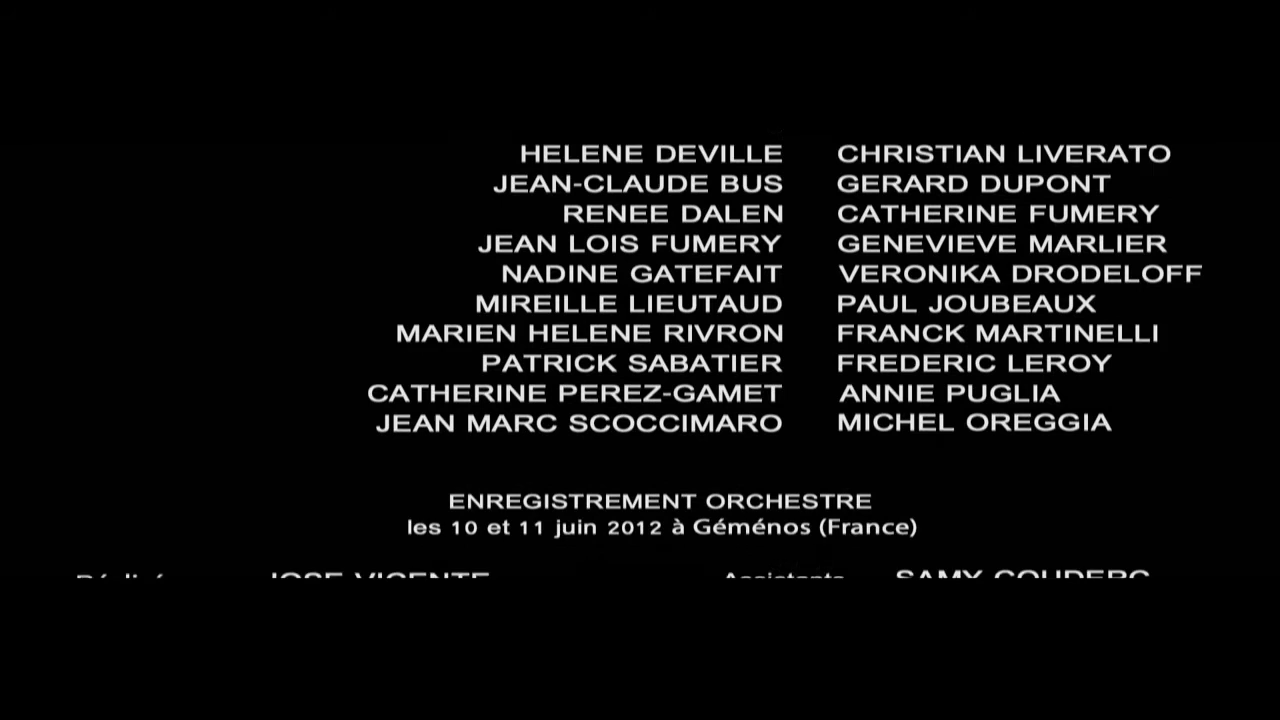 HELENE DEVILLE CHRISTIAN LIVERATO
JEAN-CLAUDE BUS GERARD DUPONT
RENEE DALEN CATHERINE FUMERY
JEAN LOIS FUMERY GENEVIEVE MARLIER
NADINE GATEFAIT VERONIKA DRODELOFF
MIREILLE LIEUTAUD PAUL JOUBEAUX
MARIEN HELENE RIVRON FRANCK MARTINELLI
PATRICK SABATIER FREDERIC LEROY
CATHERINE PEREZ-GAMET ANNIE PUGLIA
JEAN MARC SCOCCIMARO MICHEL OREGGIA
ENREGISTREMENT ORCHESTRE
les 10 et 11 juin 2012 à Géménos (France)
JOSE VICENTE SAMY COUDERC